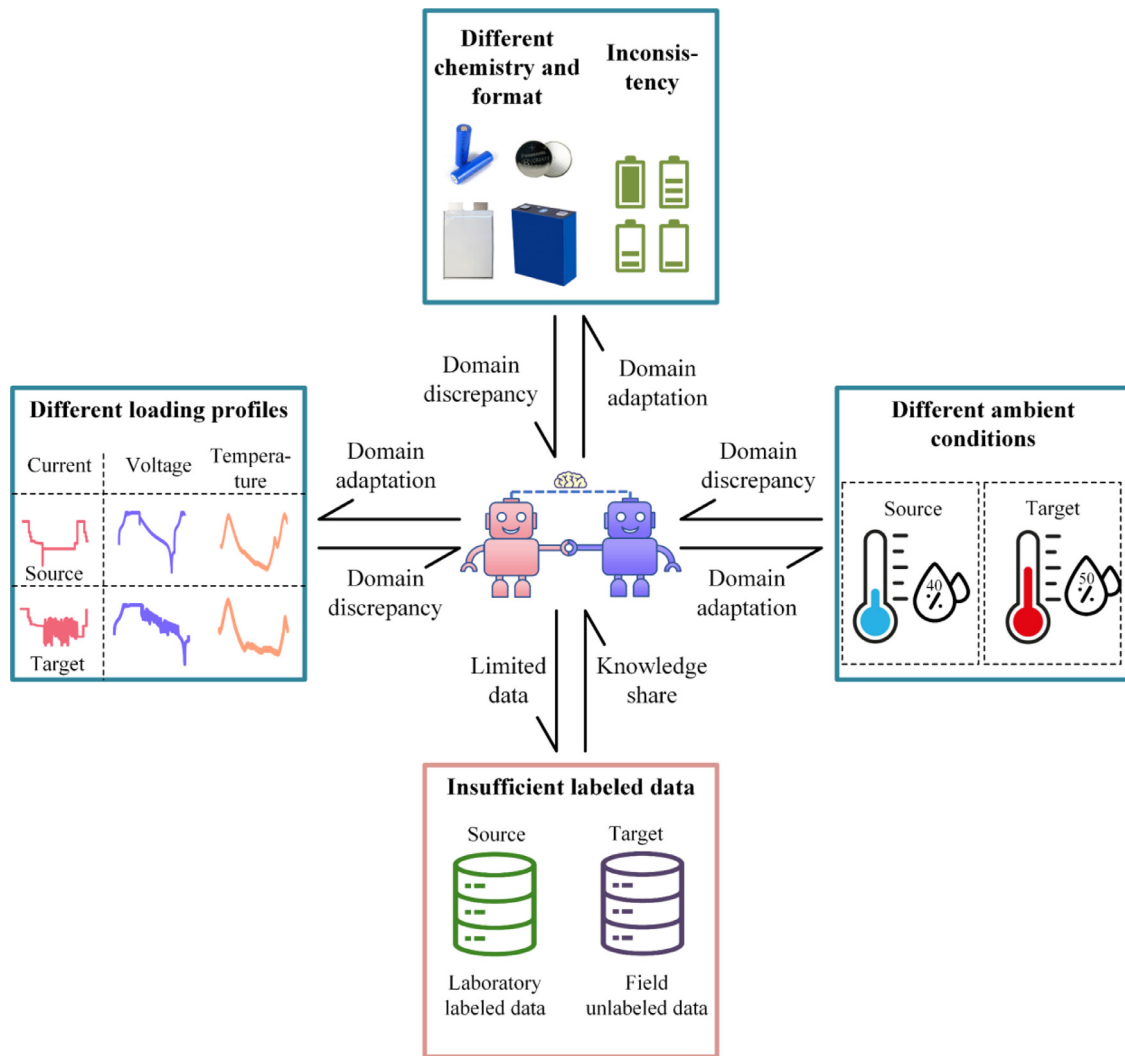 Different
chemistry and
format
Inconsis-
tency
Domain
discrepancy
Domain
adaptation
Different loading profiles
Current
Voltage
Tempera-
ture
Source
Target
Domain
adaptation
Domain
discrepancy
Domain
discrepancy
Domain
adaptation
Different ambient
conditions
Source
Target
40
%
50
%
Limited
data
Knowledge
share
Insufficient labeled data
Source
Target
Laboratory
labeled data
Field
unlabeled data